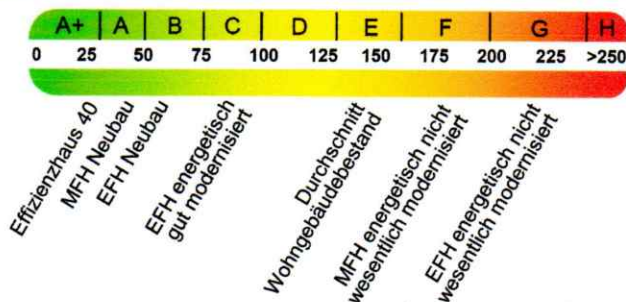 A+ A B C D E F G H
0 25 50 75 100 125 150 175 200 225 >250
Effizienzhaus 40
MFH Neubau
EFH Neubau
EFH energetisch
gut modernisiert
Durchschnitt
Wohngebäudebestand
MFH energetisch nicht
wesentlich modernisiert
EFH energetisch nicht
wesentlich modernisiert